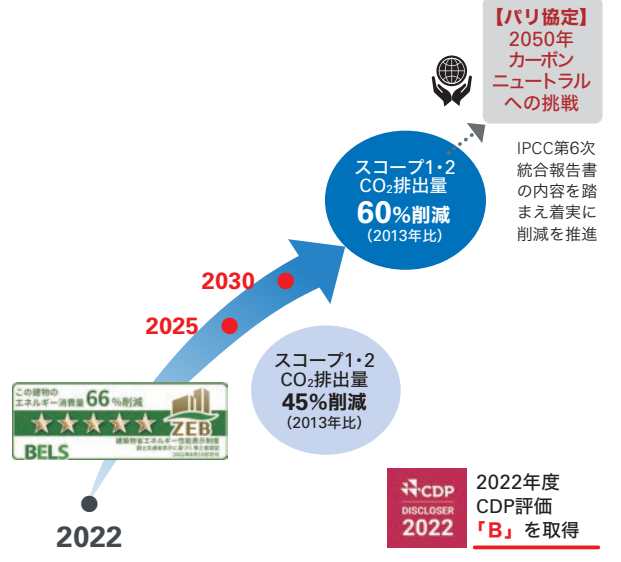 【パリ協定】
2050年
カーボン
ニュートラル
への挑戦
IPCC第6次
統合報告書
の内容を踏
まえ着実に
削減を推進
スコープ1・2
CO₂排出量
60%削減
（2013年比）
2030
2025
スコープ1・2
CO₂排出量
45%削減
（2013年比）
この建物の
エネルギー消費量66%削減
ZEB
建築物省エネルギー性能表示制度
BELS
2022
CDP
DISCLOSER
2022
2022年度
CDP評価
「B」を取得